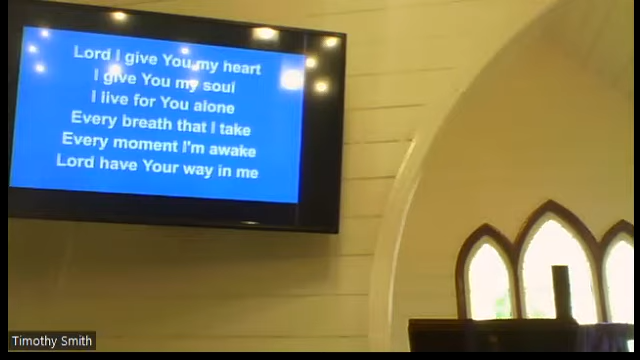 Lord I give You my heart
I give You my soul
I live for You alone
Every breath that I take
Every moment I'm awake
Lord have Your way in me
Timothy Smith